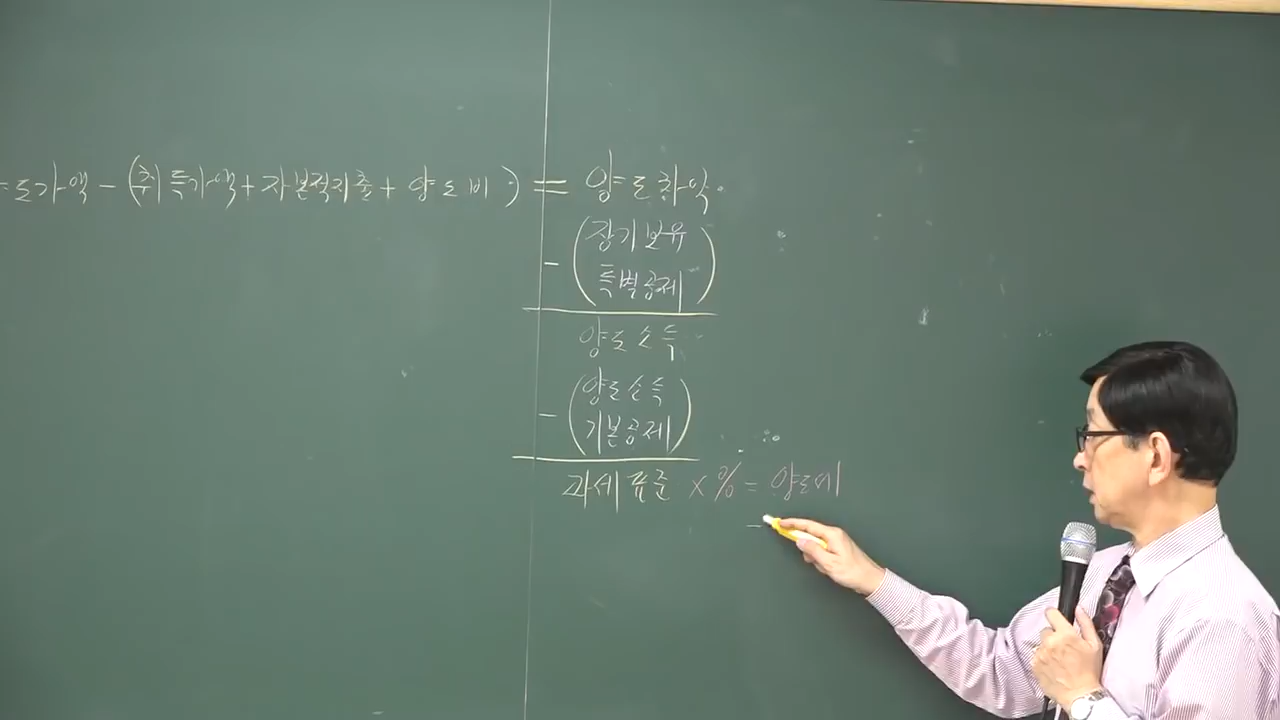 도가액 - (취득가액 + 자본적지출 + 양도비) = 양도차익
- (장기보유
특별공제)
양도소득
- (양도소득
기본공제)
과세표준 × % = 양도세
-